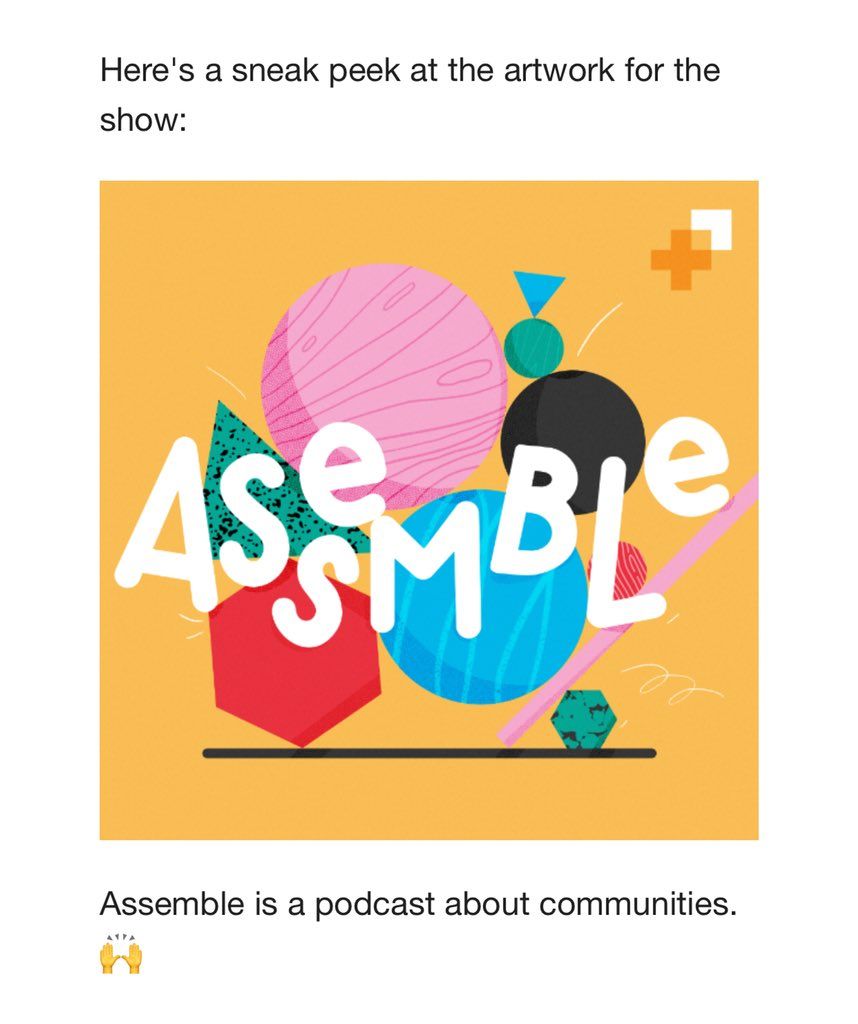 Here's a sneak peek at the artwork for the
show:
ASSeMBLe
Assemble is a podcast about communities.
🙌